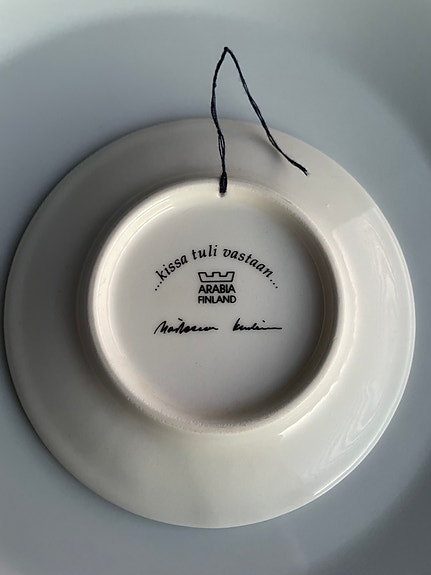 ...kissa tuli vastaan...
ARABIA
FINLAND